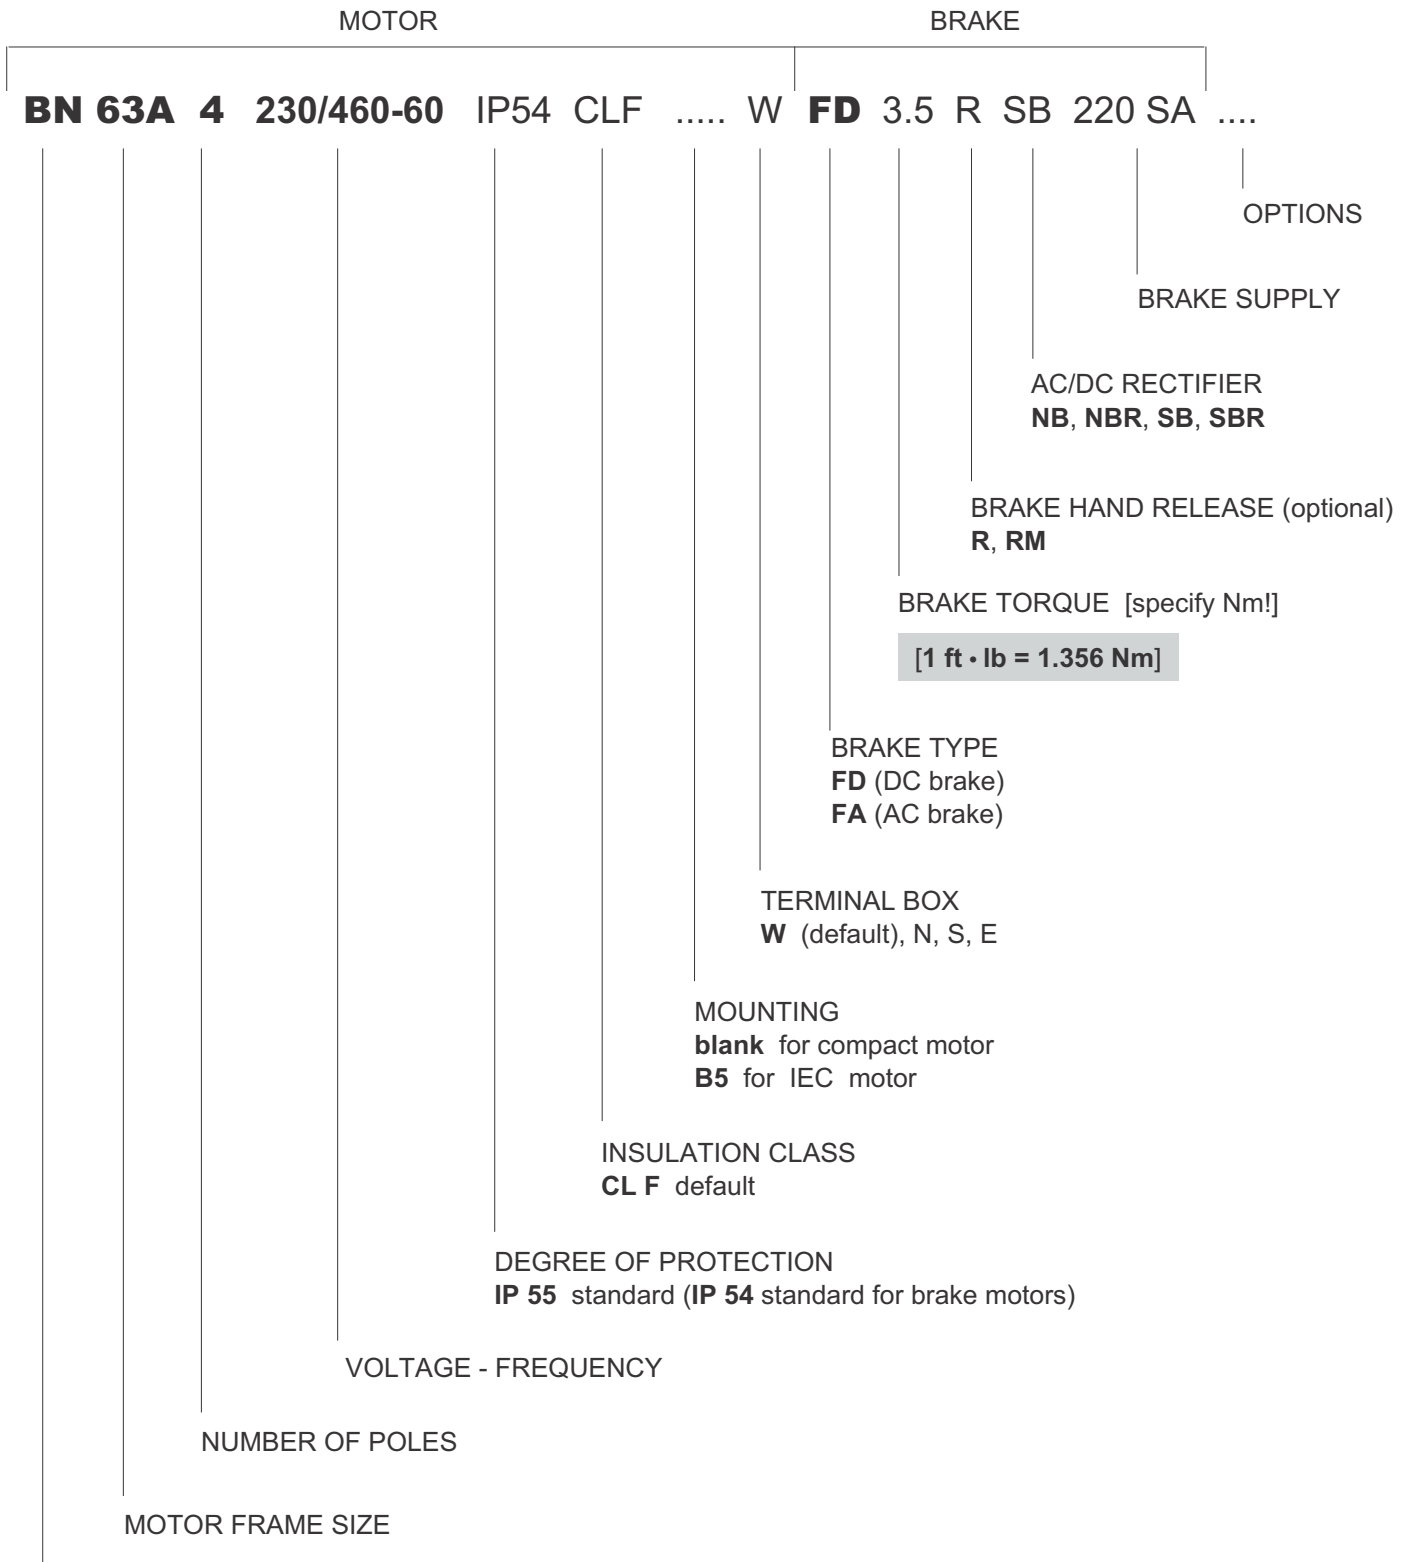 MOTOR BRAKE
BN 63A 4 230/460-60 IP54 CLF ..... W FD 3.5 R SB 220 SA ....
OPTIONS
BRAKE SUPPLY
AC/DC RECTIFIER
NB, NBR, SB, SBR
BRAKE HAND RELEASE (optional)
R, RM
BRAKE TORQUE [specify Nm!]
[1 ft • lb = 1.356 Nm]
BRAKE TYPE
FD (DC brake)
FA (AC brake)
TERMINAL BOX
W (default), N, S, E
MOUNTING
blank for compact motor
B5 for IEC motor
INSULATION CLASS
CL F default
DEGREE OF PROTECTION
IP 55 standard (IP 54 standard for brake motors)
VOLTAGE - FREQUENCY
NUMBER OF POLES
MOTOR FRAME SIZE